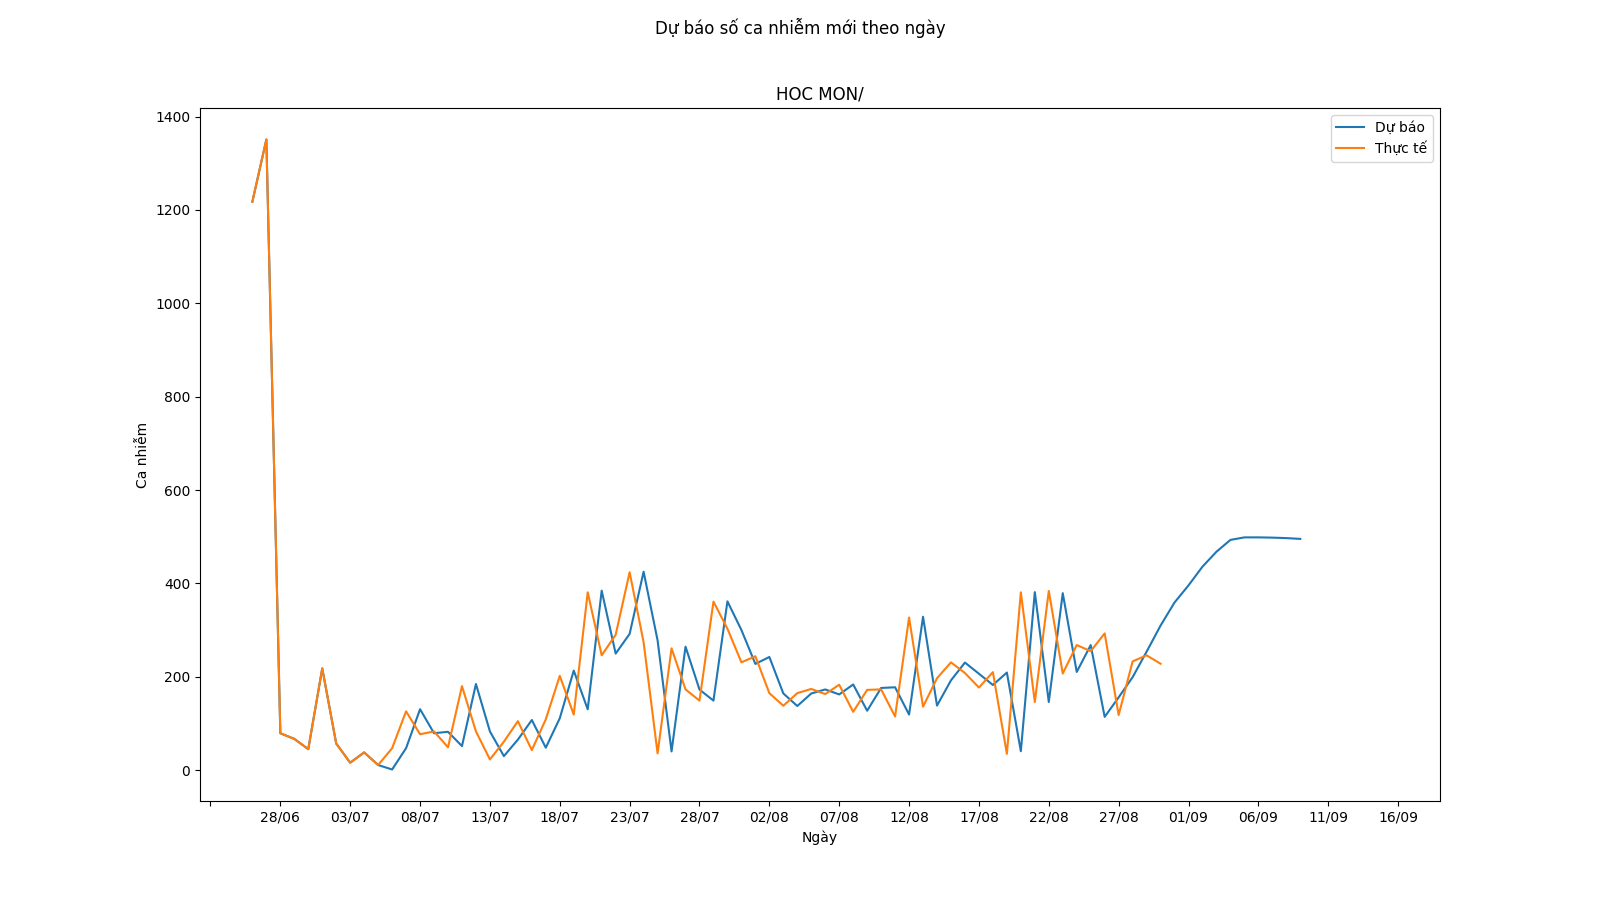 Dự báo số ca nhiễm mới theo ngày
HOC MON/
Dự báo
Thực tế
1400
1200
1000
800
600
400
200
0
Ca nhiễm
28/06 03/07 08/07 13/07 18/07 23/07 28/07 02/08 07/08 12/08 17/08 22/08 27/08 01/09 06/09 11/09 16/09
Ngày